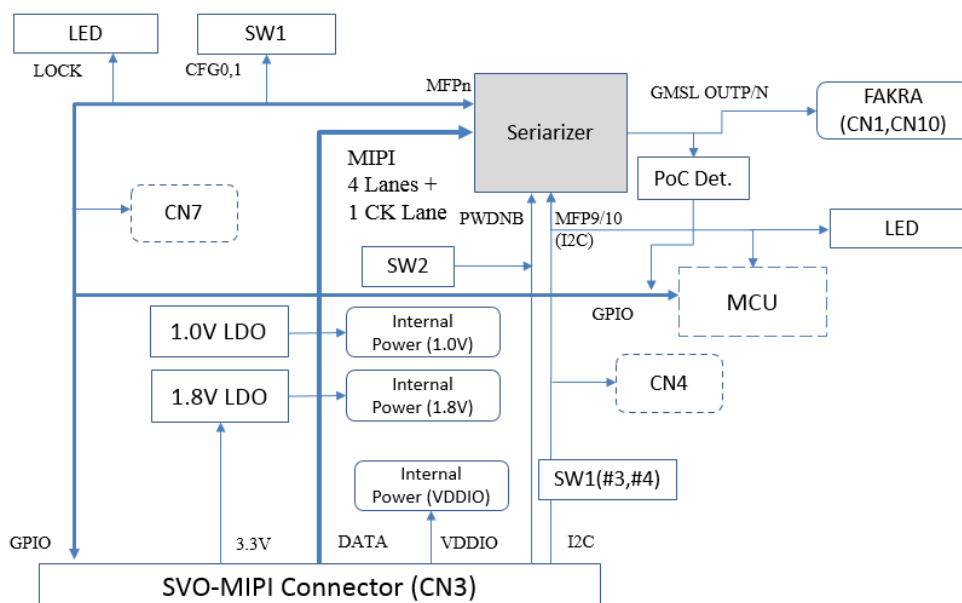 LED
SW1
LOCK
CFG0,1
MFPn
GMSL OUTP/N
FAKRA
(CN1,CN10)
Seriarizer
MIPI
4 Lanes +
1 CK Lane
PoC Det.
CN7
PWDNB
MFP9/10
(I2C)
LED
SW2
MCU
GPIO
1.0V LDO
Internal
Power (1.0V)
1.8V LDO
Internal
Power (1.8V)
CN4
Internal
Power (VDDIO)
SW1(#3,#4)
GPIO
3.3V
DATA
VDDIO
I2C
SVO-MIPI Connector (CN3)